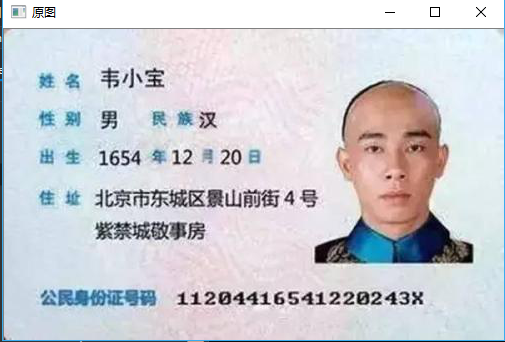 原图
姓 名 韦小宝
性 别 男 民 族 汉
出 生 1654 年 12 月 20 日
住 址 北京市东城区景山前街 4 号
紫禁城敬事房
公民身份证号码 11204416541220243X